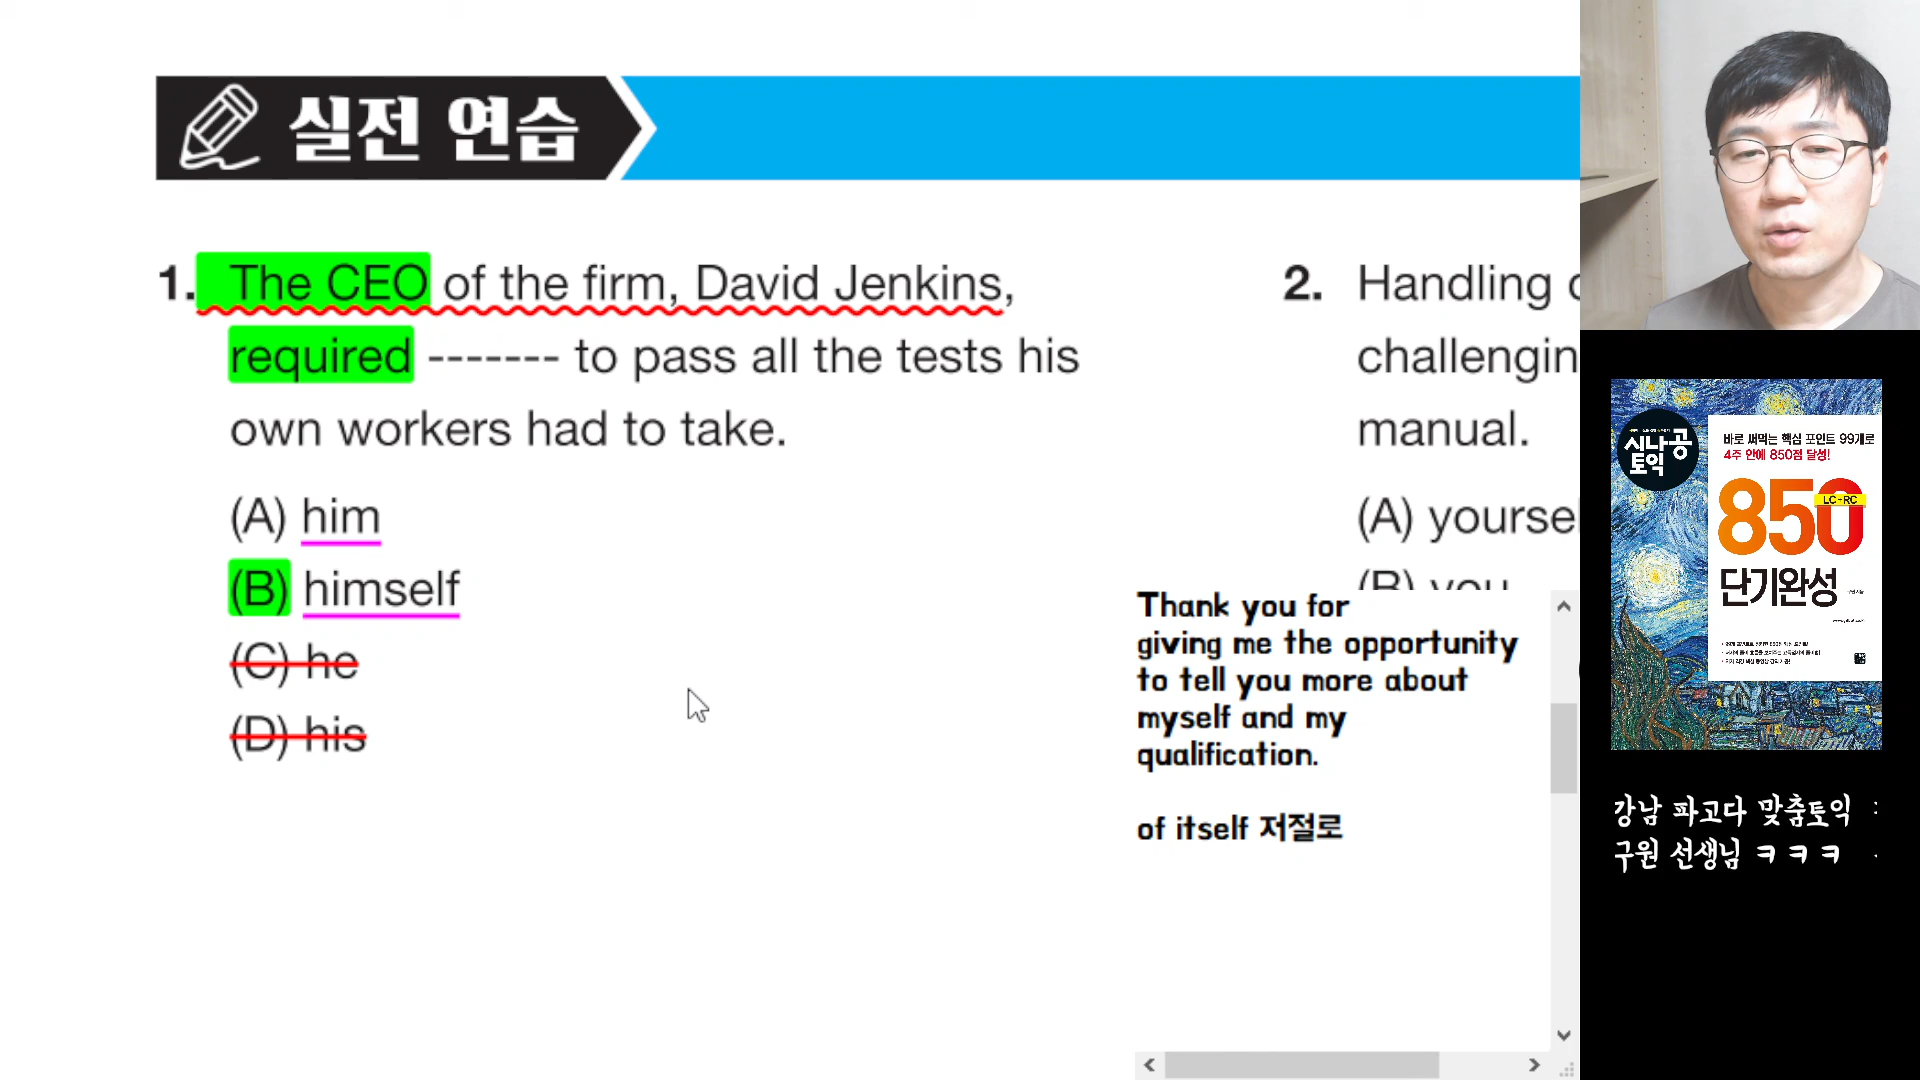 실전 연습
1. The CEO of the firm, David Jenkins,
required ------- to pass all the tests his
own workers had to take.
(A) him
(B) himself
(C) he
(D) his
2. Handling
challengin
manual.
(A) yourse
(B) you
Thank you for
giving me the opportunity
to tell you more about
myself and my
qualification.
of itself 저절로
시나공
토익
바로 써먹는 핵심 포인트 99개로
4주 안에 850점 달성!
850
LC+RC
단기완성
강남 파고다 맞춤토익
구원 선생님 ㅋㅋㅋ